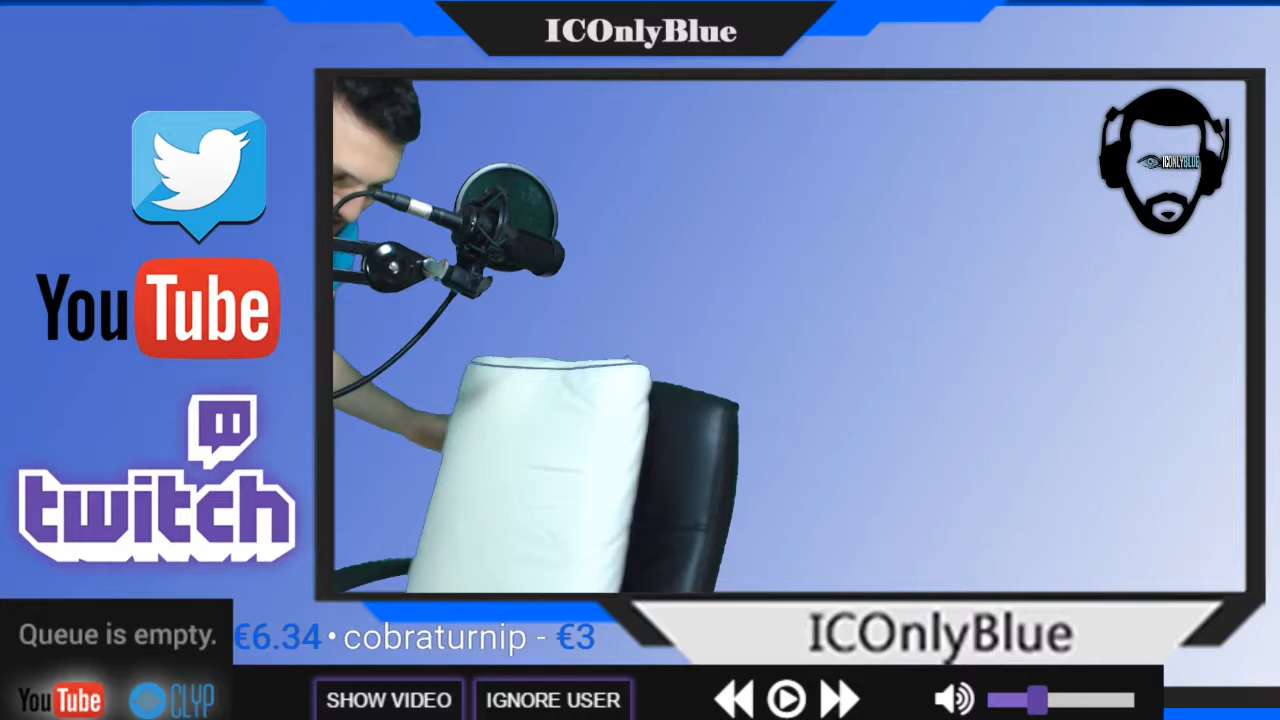 ICOnlyBlue
ICONLYBLUE
YouTube
twitch
Queue is empty.
€6.34 • cobraturnip - €3
ICOnlyBlue
YouTube
CLYP
SHOW VIDEO
IGNORE USER